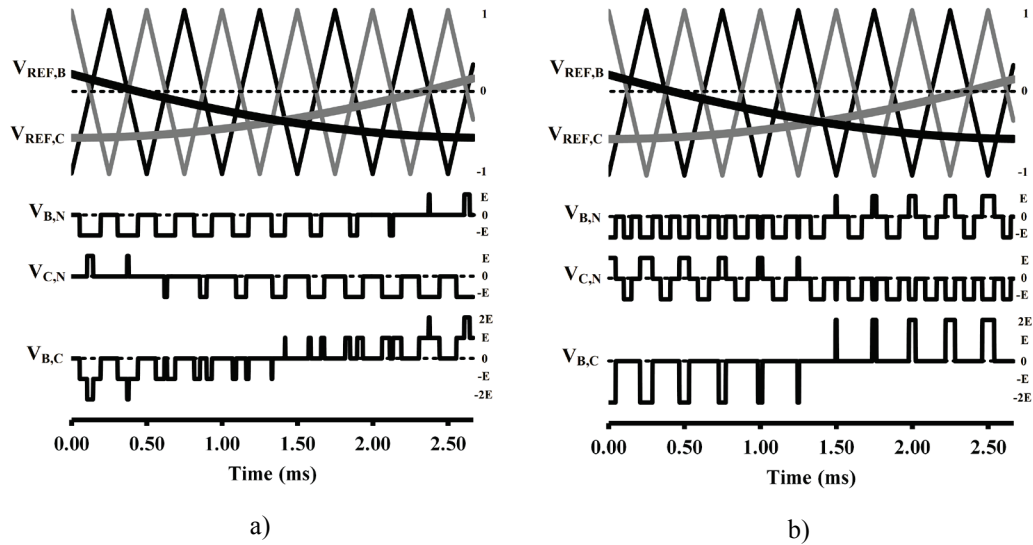 1
V_REF,B
0
V_REF,C
-1
E
V_B,N
0
-E
E
V_C,N
0
-E
2E
E
V_B,C
0
-E
-2E
0.00 0.50 1.00 1.50 2.00 2.50
Time (ms)
a)
1
V_REF,B
0
V_REF,C
-1
E
V_B,N
0
-E
E
V_C,N
0
-E
2E
E
V_B,C
0
-E
-2E
0.00 0.50 1.00 1.50 2.00 2.50
Time (ms)
b)